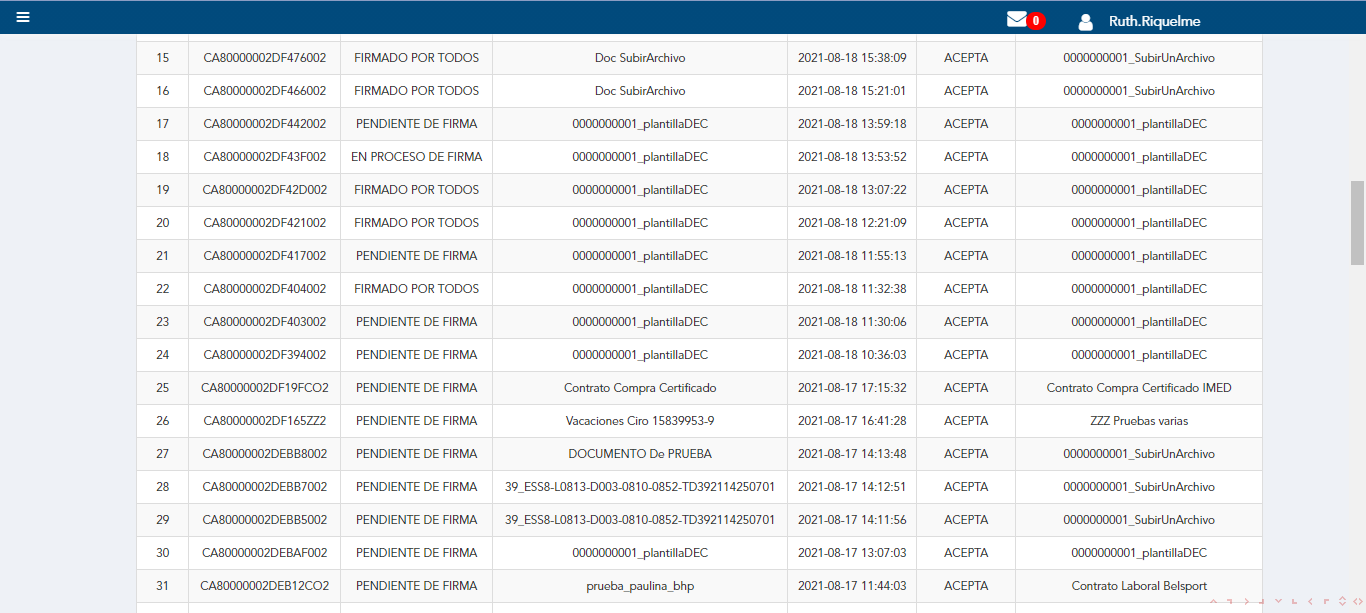 0 Ruth.Riquelme
15 CA80000002DF476002 FIRMADO POR TODOS Doc SubirArchivo 2021-08-18 15:38:09 ACEPTA 0000000001_SubirUnArchivo
16 CA80000002DF466002 FIRMADO POR TODOS Doc SubirArchivo 2021-08-18 15:21:01 ACEPTA 0000000001_SubirUnArchivo
17 CA80000002DF442002 PENDIENTE DE FIRMA 0000000001_plantillaDEC 2021-08-18 13:59:18 ACEPTA 0000000001_plantillaDEC
18 CA80000002DF43F002 EN PROCESO DE FIRMA 0000000001_plantillaDEC 2021-08-18 13:53:52 ACEPTA 0000000001_plantillaDEC
19 CA80000002DF42D002 FIRMADO POR TODOS 0000000001_plantillaDEC 2021-08-18 13:07:22 ACEPTA 0000000001_plantillaDEC
20 CA80000002DF421002 FIRMADO POR TODOS 0000000001_plantillaDEC 2021-08-18 12:21:09 ACEPTA 0000000001_plantillaDEC
21 CA80000002DF417002 PENDIENTE DE FIRMA 0000000001_plantillaDEC 2021-08-18 11:55:13 ACEPTA 0000000001_plantillaDEC
22 CA80000002DF404002 FIRMADO POR TODOS 0000000001_plantillaDEC 2021-08-18 11:32:38 ACEPTA 0000000001_plantillaDEC
23 CA80000002DF403002 PENDIENTE DE FIRMA 0000000001_plantillaDEC 2021-08-18 11:30:06 ACEPTA 0000000001_plantillaDEC
24 CA80000002DF394002 PENDIENTE DE FIRMA 0000000001_plantillaDEC 2021-08-18 10:36:03 ACEPTA 0000000001_plantillaDEC
25 CA80000002DF19FCO2 PENDIENTE DE FIRMA Contrato Compra Certificado 2021-08-17 17:15:32 ACEPTA Contrato Compra Certificado IMED
26 CA80000002DF165ZZ2 PENDIENTE DE FIRMA Vacaciones Ciro 15839953-9 2021-08-17 16:41:28 ACEPTA ZZZ Pruebas varias
27 CA80000002DEBB8002 PENDIENTE DE FIRMA DOCUMENTO De PRUEBA 2021-08-17 14:13:48 ACEPTA 0000000001_SubirUnArchivo
28 CA80000002DEBB7002 PENDIENTE DE FIRMA 39_ESS8-L0813-D003-0810-0852-TD392114250701 2021-08-17 14:12:51 ACEPTA 0000000001_SubirUnArchivo
29 CA80000002DEBB5002 PENDIENTE DE FIRMA 39_ESS8-L0813-D003-0810-0852-TD392114250701 2021-08-17 14:11:56 ACEPTA 0000000001_SubirUnArchivo
30 CA80000002DEBAF002 PENDIENTE DE FIRMA 0000000001_plantillaDEC 2021-08-17 13:07:03 ACEPTA 0000000001_plantillaDEC
31 CA80000002DEB12CO2 PENDIENTE DE FIRMA prueba_paulina_bhp 2021-08-17 11:44:03 ACEPTA Contrato Laboral Belsport